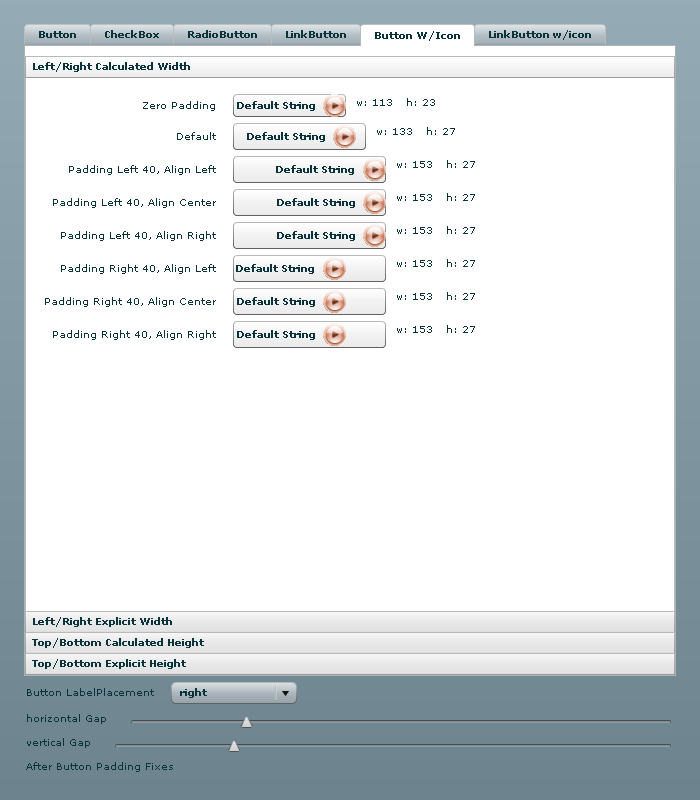 Button CheckBox RadioButton LinkButton Button W/Icon LinkButton w/icon
Left/Right Calculated Width
Zero Padding Default String w: 113 h: 23
Default Default String w: 133 h: 27
Padding Left 40, Align Left Default String w: 153 h: 27
Padding Left 40, Align Center Default String w: 153 h: 27
Padding Left 40, Align Right Default String w: 153 h: 27
Padding Right 40, Align Left Default String w: 153 h: 27
Padding Right 40, Align Center Default String w: 153 h: 27
Padding Right 40, Align Right Default String w: 153 h: 27
Left/Right Explicit Width
Top/Bottom Calculated Height
Top/Bottom Explicit Height
Button LabelPlacement right
horizontal Gap
vertical Gap
After Button Padding Fixes